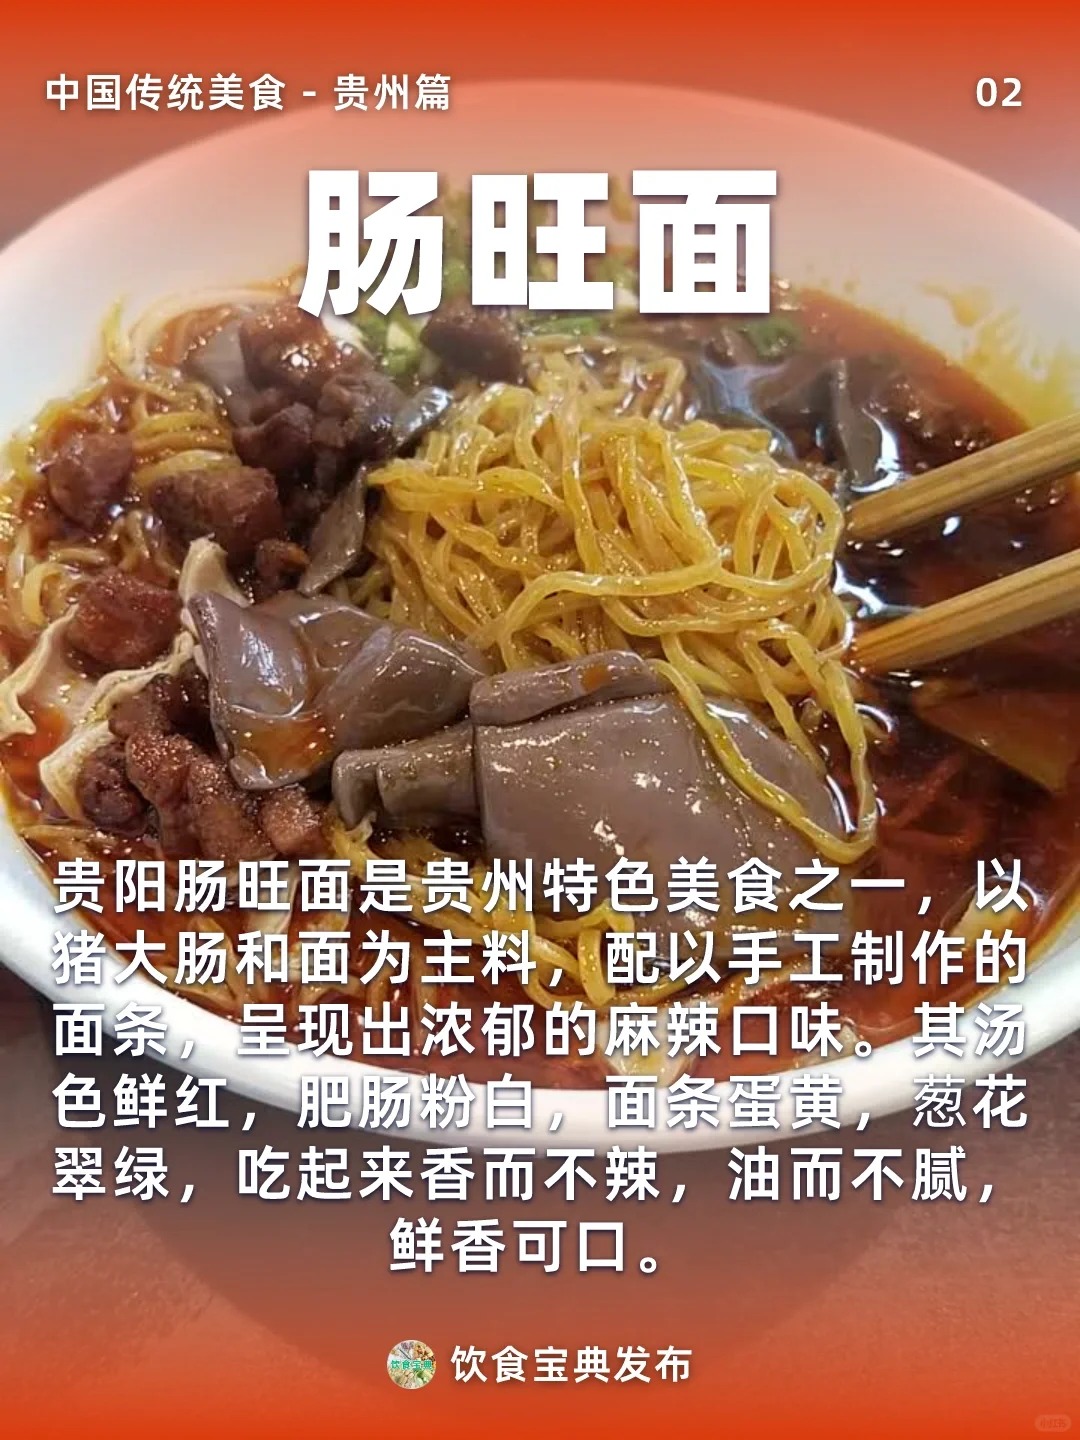 中国传统美食 - 贵州篇
02
肠旺面
贵阳肠旺面是贵州特色美食之一，以
猪大肠和面为主料，配以手工制作的
面条，呈现出浓郁的麻辣口味。其汤
色鲜红，肥肠粉白，面条蛋黄，葱花
翠绿，吃起来香而不辣，油而不腻，
鲜香可口。
饮食宝典
饮食宝典发布